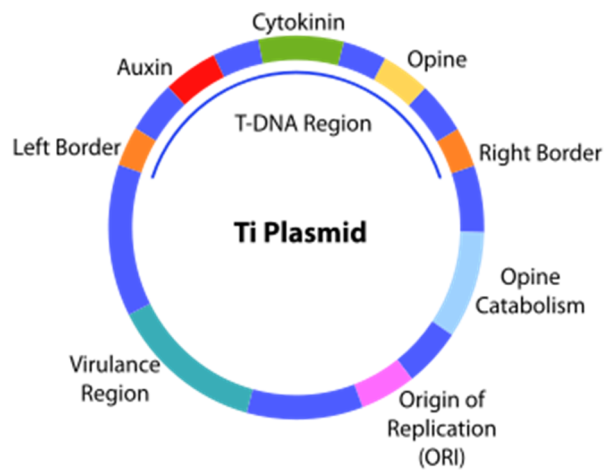 Cytokinin
Auxin
Opine
T-DNA Region
Left Border
Right Border
Ti Plasmid
Opine
Catabolism
Virulance
Region
Origin of
Replication
(ORI)